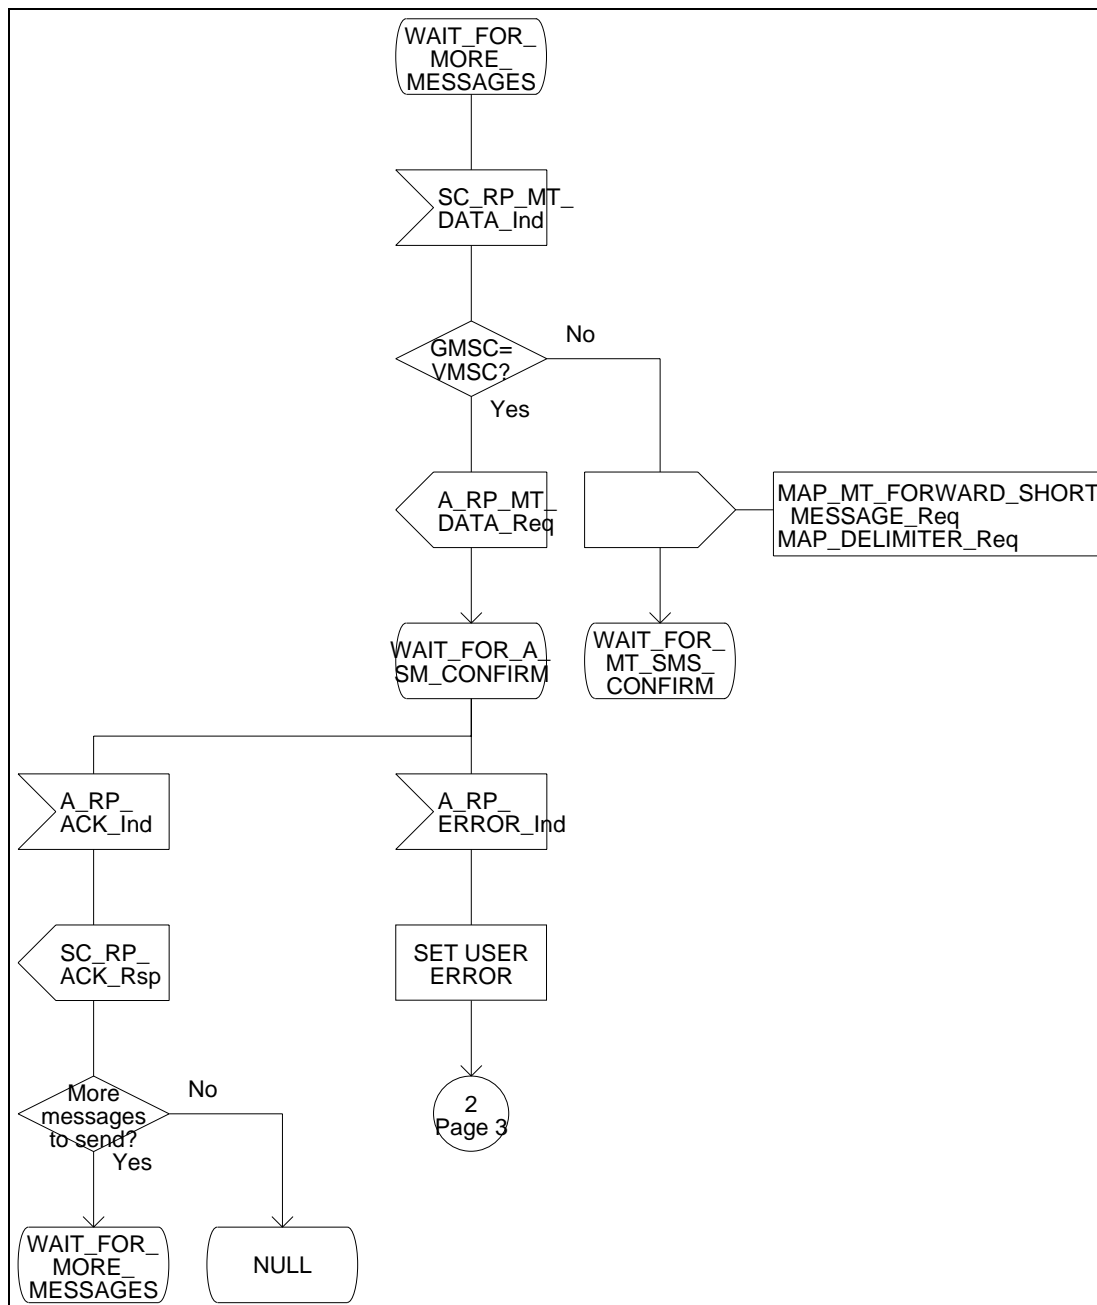 WAIT_FOR_
MORE_
MESSAGES
SC_RP_MT_
DATA_Ind
GMSC=
VMSC?
No
Yes
A_RP_MT_
DATA_Req
MAP_MT_FORWARD_SHORT
MESSAGE_Req
MAP_DELIMITER_Req
WAIT_FOR_A_
SM_CONFIRM
WAIT_FOR_
MT_SMS_
CONFIRM
A_RP_
ACK_Ind
A_RP_
ERROR_Ind
SC_RP_
ACK_Rsp
SET USER
ERROR
More
messages
to send?
No
Yes
2
Page 3
WAIT_FOR_
MORE_
MESSAGES
NULL